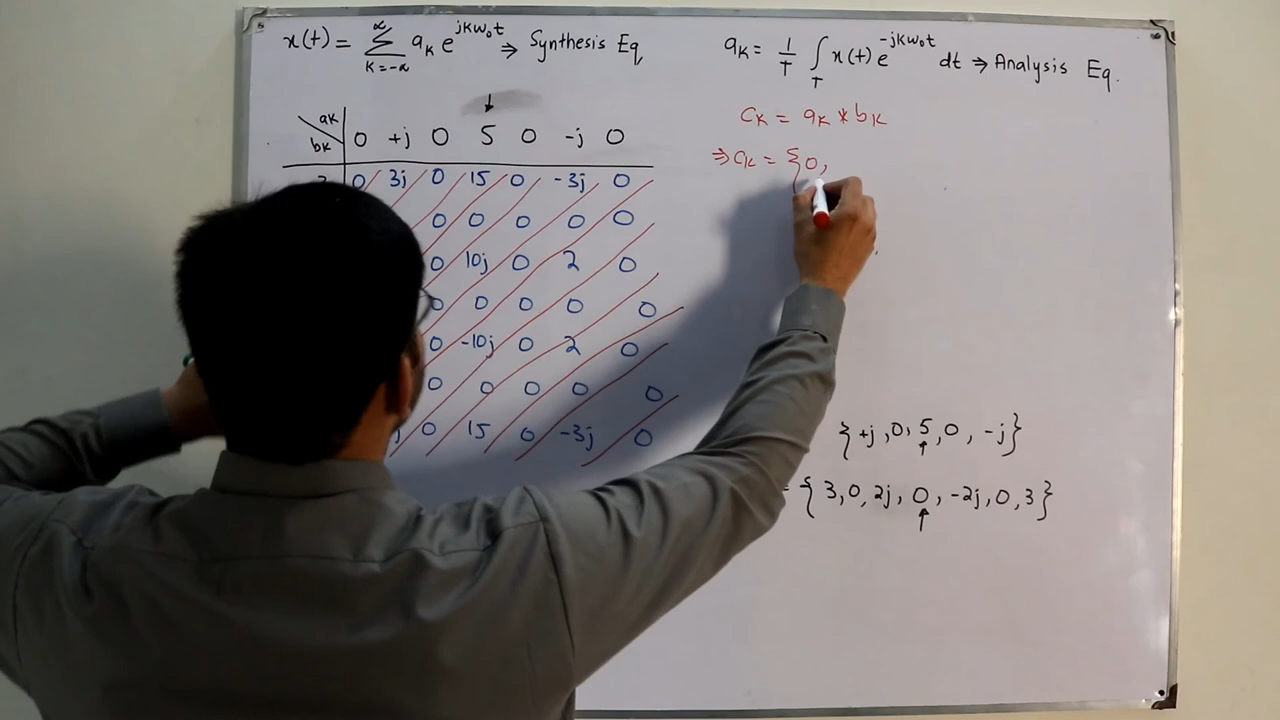 x(t) = ∞ Σ k=-∞ aₖ e^jkω₀t ⇒ Synthesis Eq
aₖ = 1/T ∫_T x(t) e^-jkω₀t dt ⇒ Analysis Eq.
cₖ = aₖ * bₖ
⇒ cₖ = {0,
↓
aₖ
bₖ 0 +j 0 5 0 -j 0
0 3j 0 15 0 -3j 0
0 0 0 0 0
0 10j 0 2 0
0 0 0 0 0
0 -10j 0 2 0
0 0 0 0 0
0 15 0 -3j 0
{+j, 0, 5, 0, -j}
↑
= {3, 0, 2j, 0, -2j, 0, 3}
↑